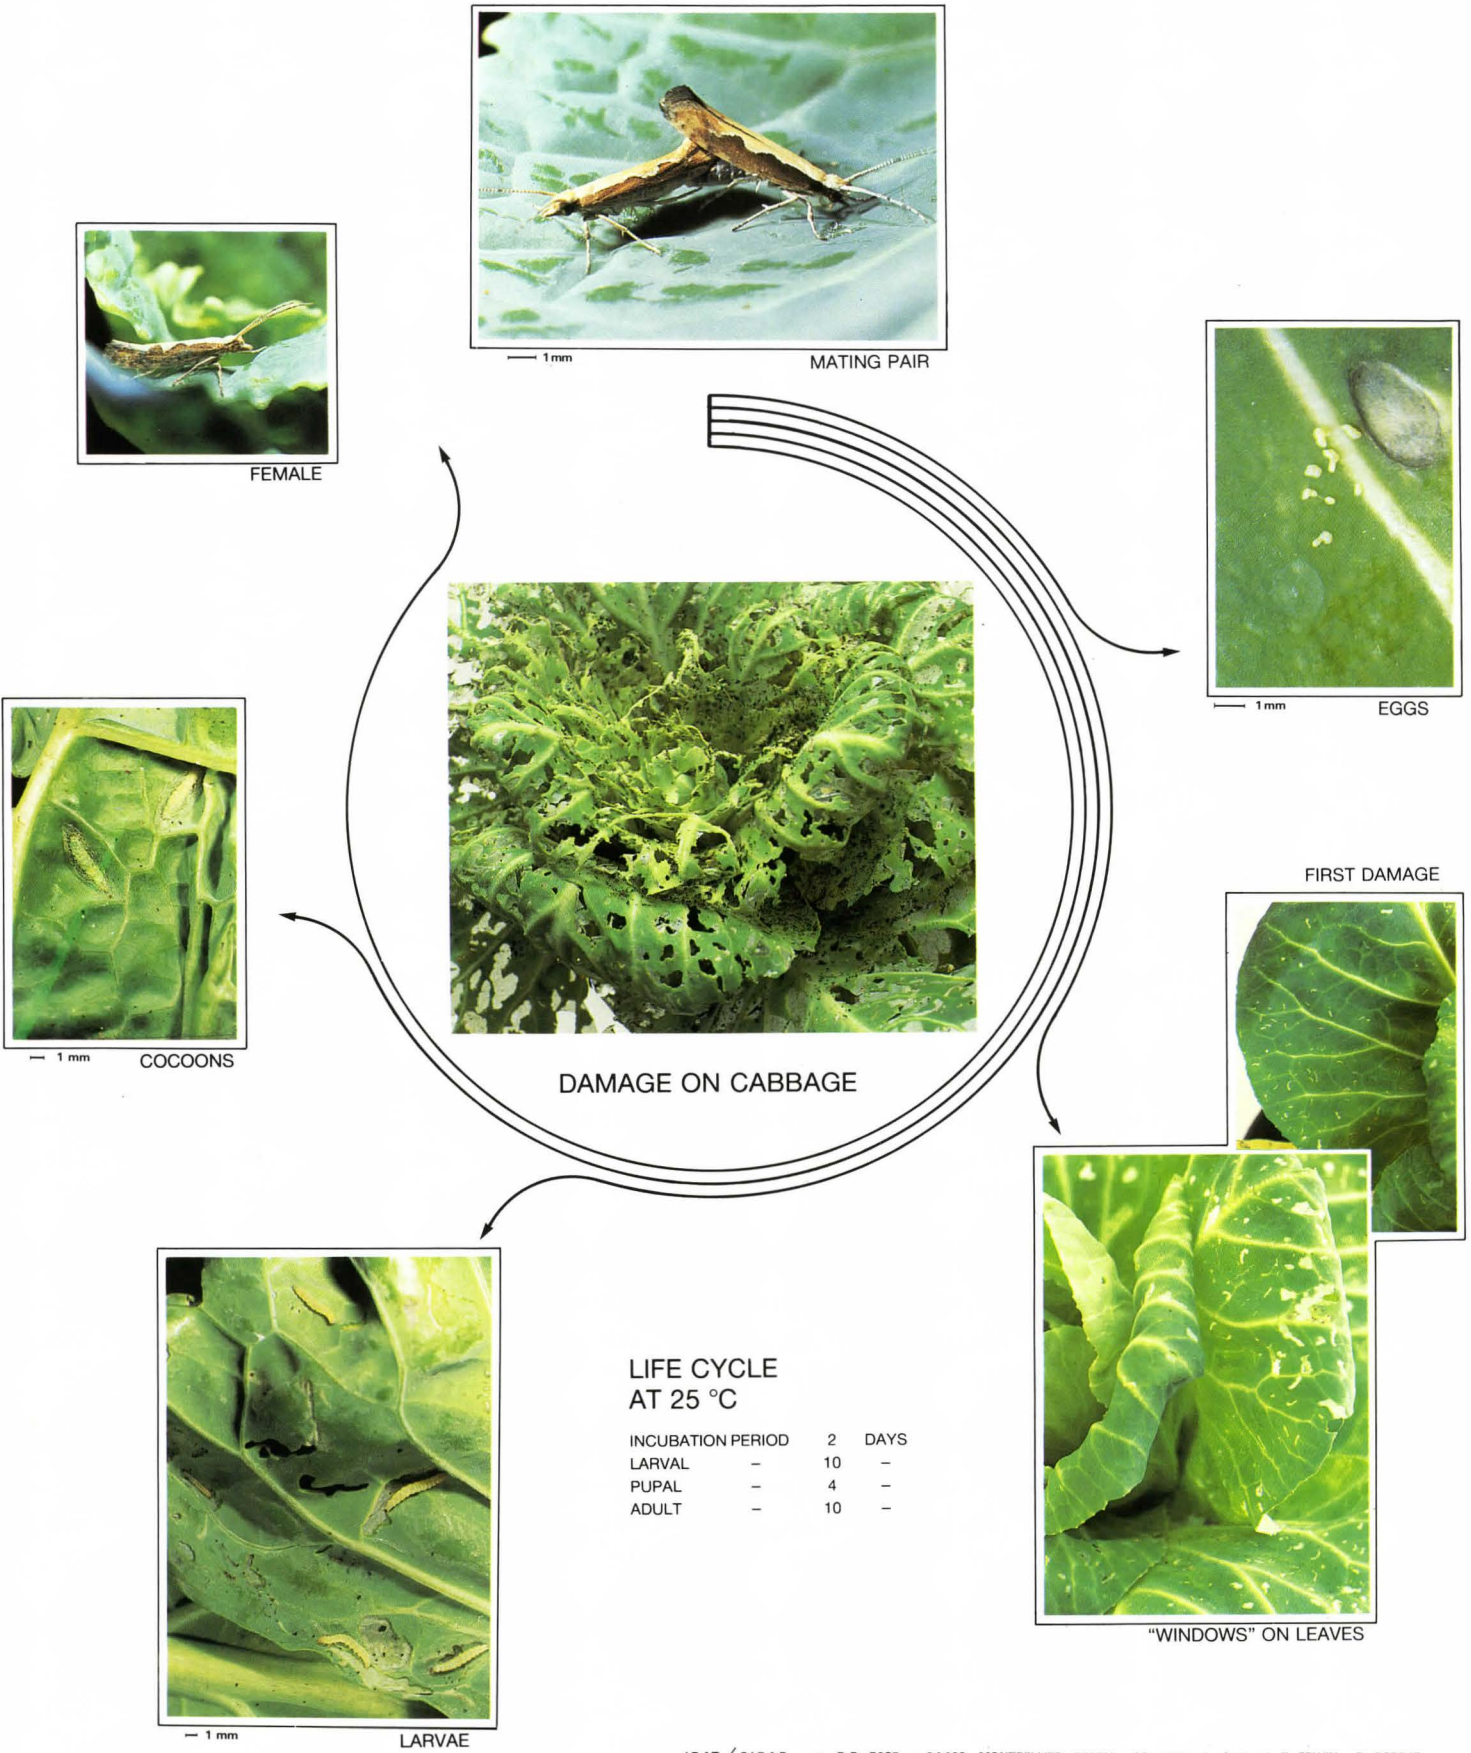 1 mm
MATING PAIR
FEMALE
1 mm
EGGS
FIRST DAMAGE
1 mm
COCOONS
DAMAGE ON CABBAGE
LIFE CYCLE
AT 25 °C
INCUBATION PERIOD 2 DAYS
LARVAL – 10 –
PUPAL – 4 –
ADULT – 10 –
"WINDOWS" ON LEAVES
1 mm
LARVAE